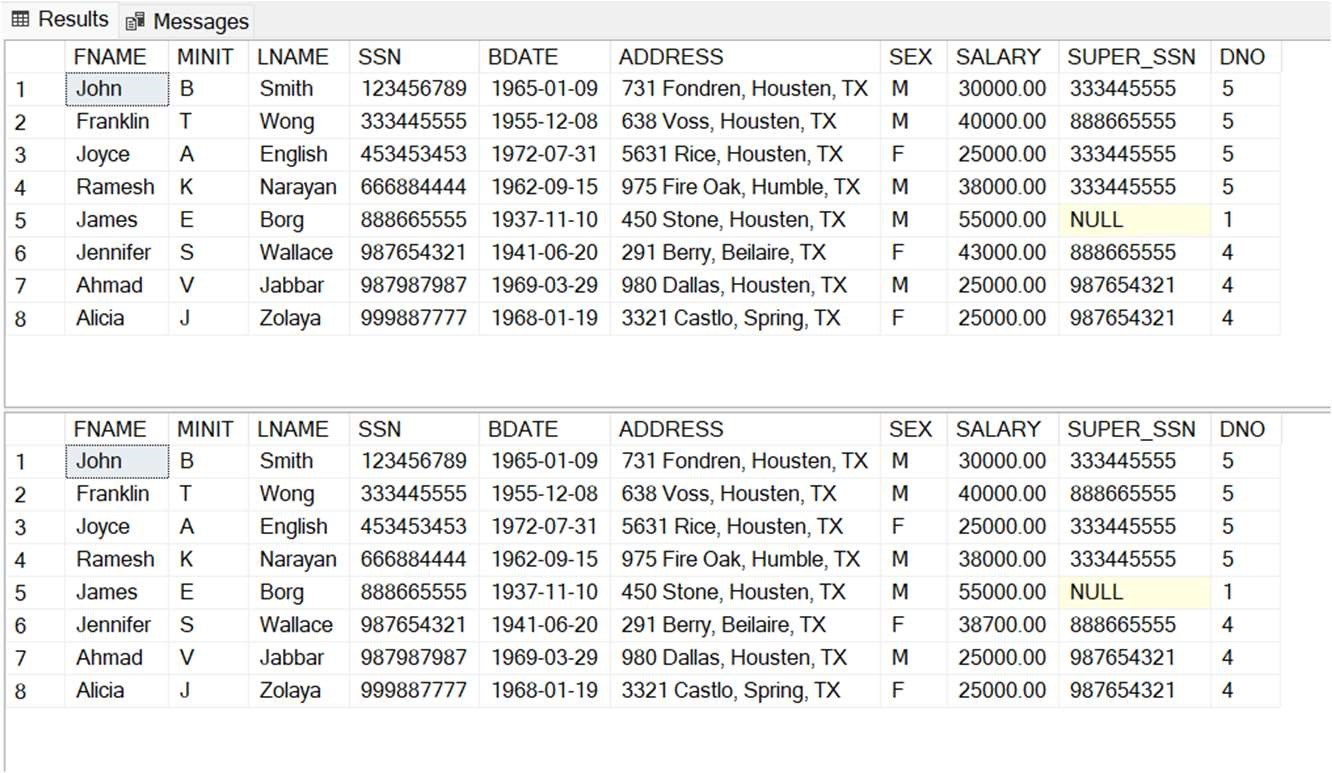 Results Messages
FNAME MINIT LNAME SSN BDATE ADDRESS SEX SALARY SUPER_SSN DNO
1 John B Smith 123456789 1965-01-09 731 Fondren, Housten, TX M 30000.00 333445555 5
2 Franklin T Wong 333445555 1955-12-08 638 Voss, Housten, TX M 40000.00 888665555 5
3 Joyce A English 453453453 1972-07-31 5631 Rice, Housten, TX F 25000.00 333445555 5
4 Ramesh K Narayan 666884444 1962-09-15 975 Fire Oak, Humble, TX M 38000.00 333445555 5
5 James E Borg 888665555 1937-11-10 450 Stone, Housten, TX M 55000.00 NULL 1
6 Jennifer S Wallace 987654321 1941-06-20 291 Berry, Beilaire, TX F 43000.00 888665555 4
7 Ahmad V Jabbar 987987987 1969-03-29 980 Dallas, Housten, TX M 25000.00 987654321 4
8 Alicia J Zolaya 999887777 1968-01-19 3321 Castlo, Spring, TX F 25000.00 987654321 4
FNAME MINIT LNAME SSN BDATE ADDRESS SEX SALARY SUPER_SSN DNO
1 John B Smith 123456789 1965-01-09 731 Fondren, Housten, TX M 30000.00 333445555 5
2 Franklin T Wong 333445555 1955-12-08 638 Voss, Housten, TX M 40000.00 888665555 5
3 Joyce A English 453453453 1972-07-31 5631 Rice, Housten, TX F 25000.00 333445555 5
4 Ramesh K Narayan 666884444 1962-09-15 975 Fire Oak, Humble, TX M 38000.00 333445555 5
5 James E Borg 888665555 1937-11-10 450 Stone, Housten, TX M 55000.00 NULL 1
6 Jennifer S Wallace 987654321 1941-06-20 291 Berry, Beilaire, TX F 38700.00 888665555 4
7 Ahmad V Jabbar 987987987 1969-03-29 980 Dallas, Housten, TX M 25000.00 987654321 4
8 Alicia J Zolaya 999887777 1968-01-19 3321 Castlo, Spring, TX F 25000.00 987654321 4